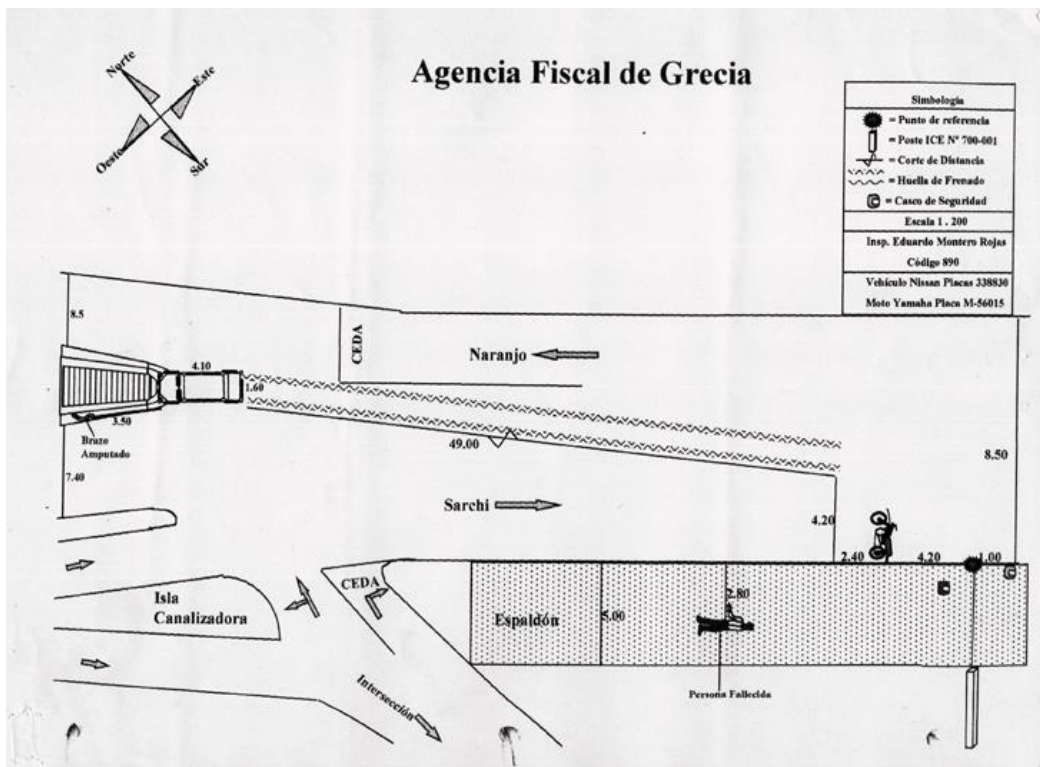 Agencia Fiscal de Grecia
Norte
Este
Oeste
Sur
Simbología
= Punto de referencia
= Poste ICE Nº 700-001
= Corte de Distancia
= Huella de Frenado
C = Casco de Seguridad
Escala 1 . 200
Insp. Eduardo Montero Rojas
Código 890
Vehículo Nissan Placas 338830
Moto Yamaha Placa M-56015
8.5
CEDA
Naranjo
4.10
1.60
3.50
Brazo
Amputado
49.00
8.50
7.40
Sarchí
4.20
2.40
4.20
1.00
C
C
CEDA
Isla
Canalizadora
Espaldón
5.00
2.80
Intersección
Persona Fallecida